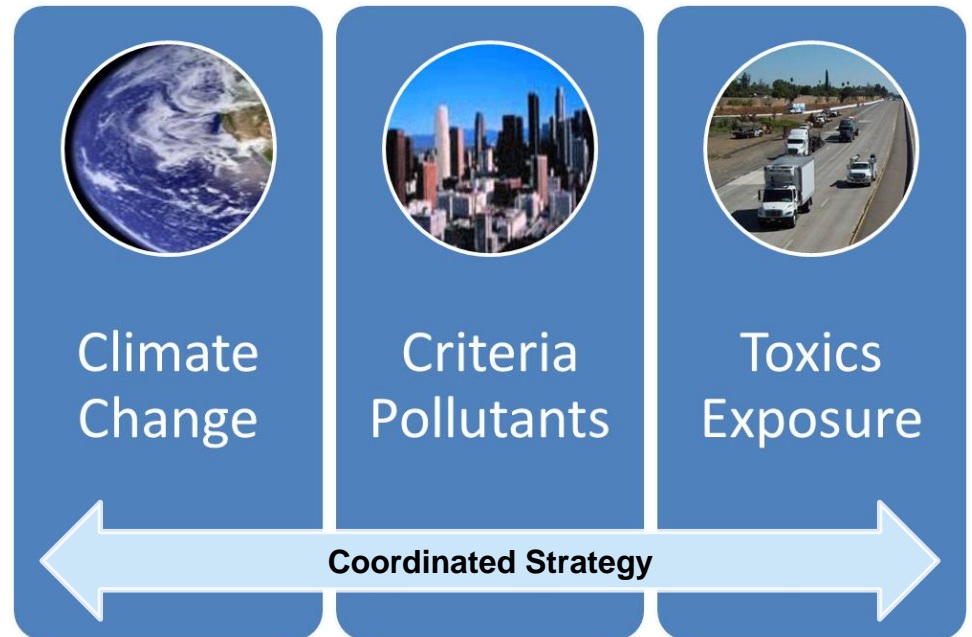 Climate
Change
Criteria
Pollutants
Toxics
Exposure
Coordinated Strategy